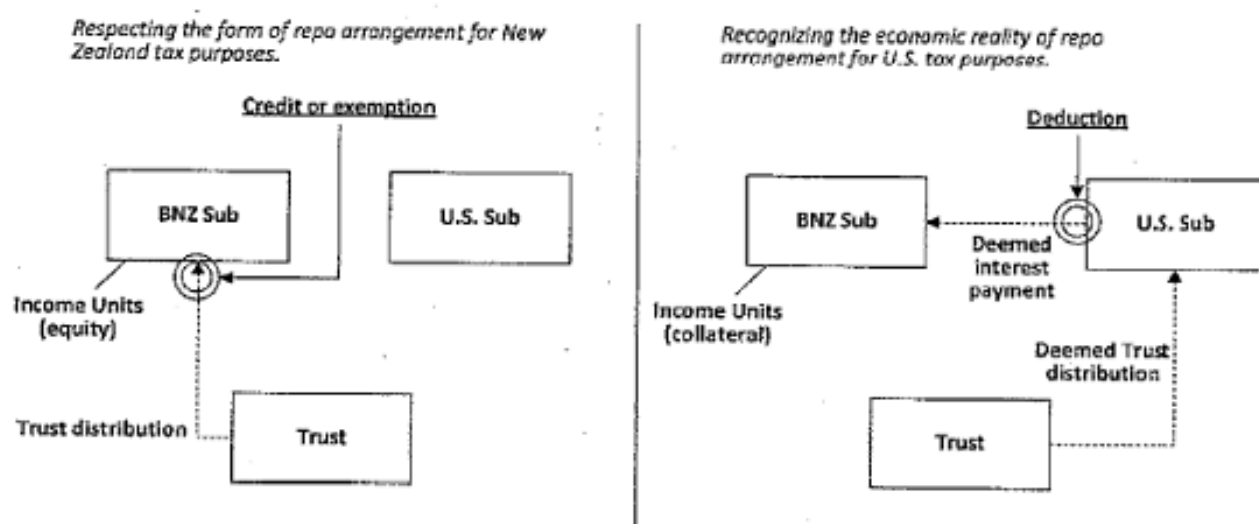 Respecting the form of repo arrangement for New
Zealand tax purposes.
Credit or exemption
BNZ Sub
U.S. Sub
Income Units
(equity)
Trust distribution
Trust
Recognizing the economic reality of repo
arrangement for U.S. tax purposes.
Deduction
BNZ Sub
U.S. Sub
Deemed
interest
payment
Income Units
(collateral)
Deemed Trust
distribution
Trust